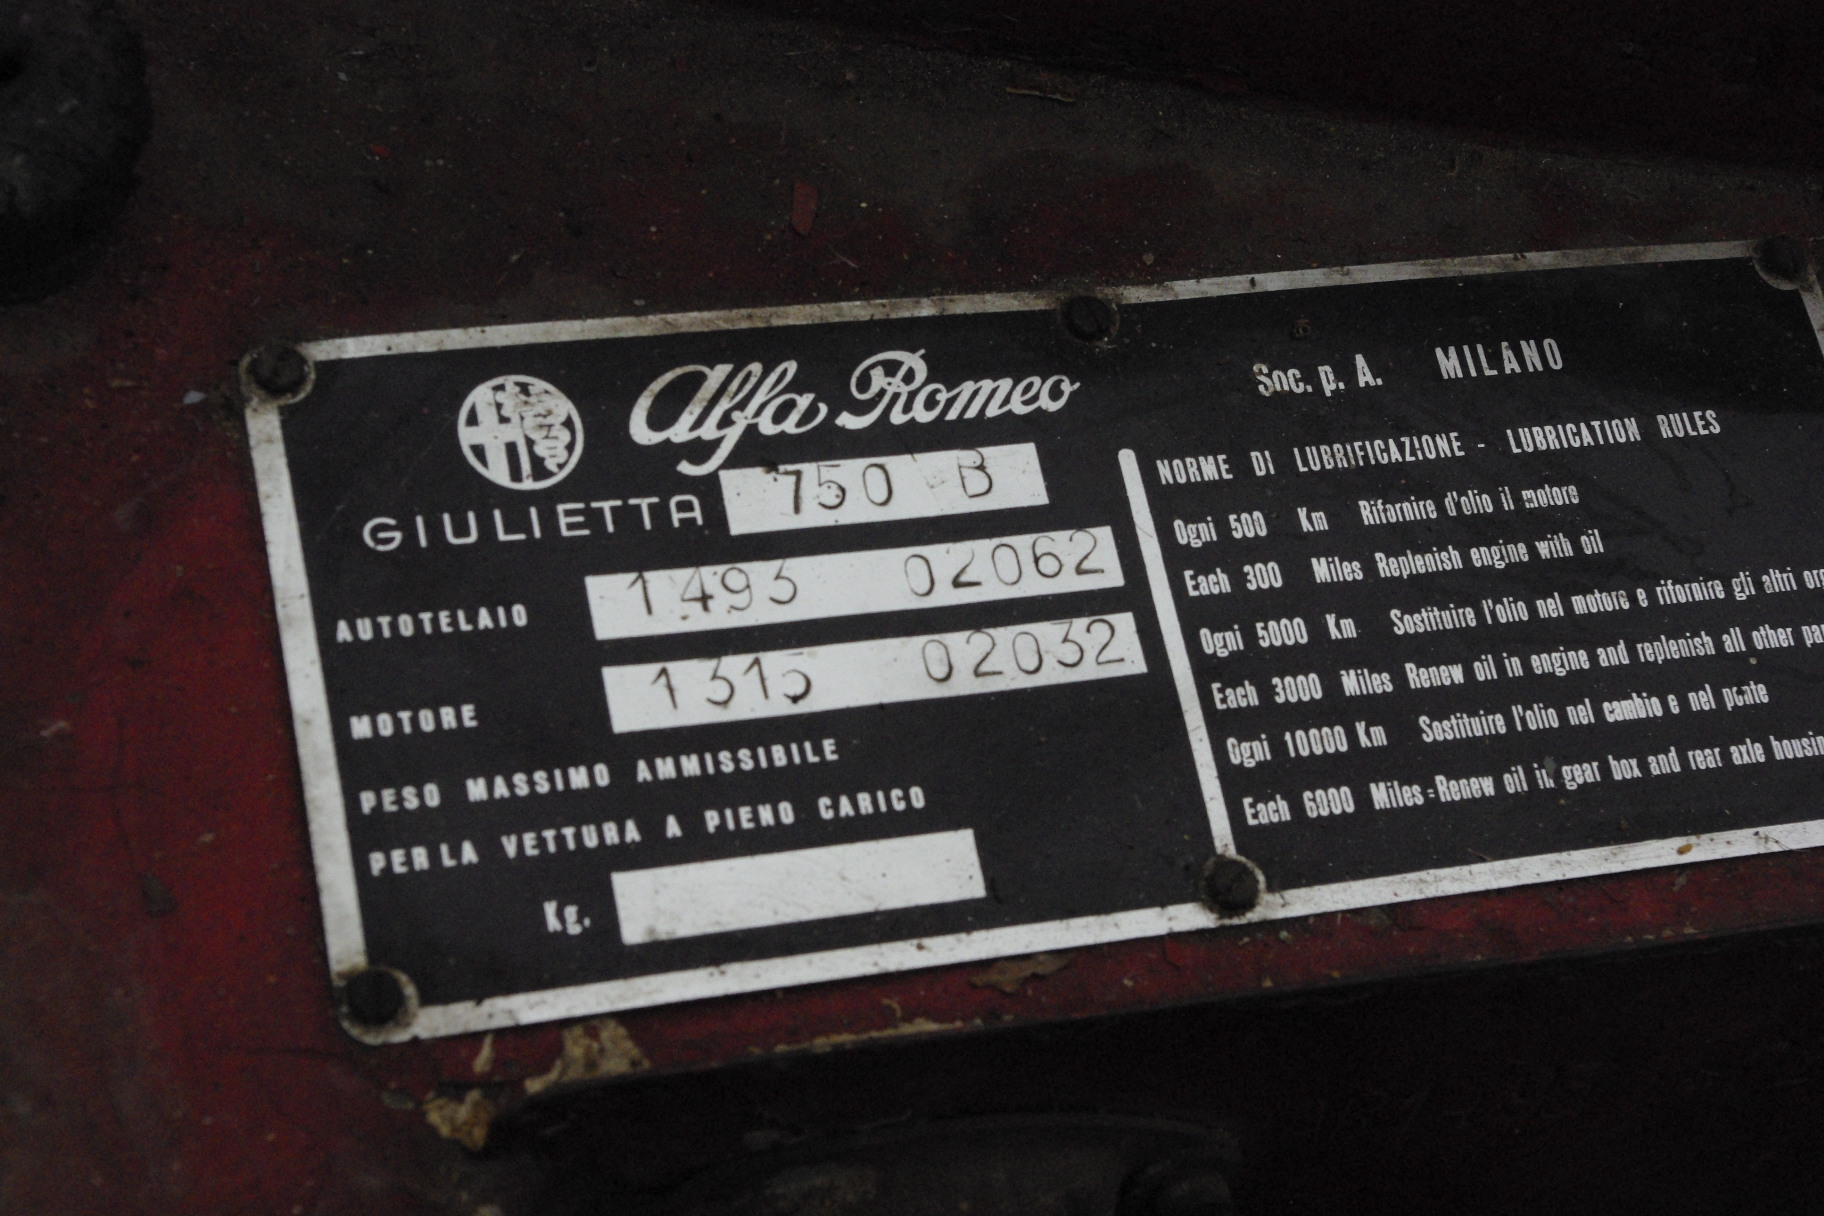 Alfa Romeo
GIULIETTA 750 B
AUTOTELAIO 1493 02062
MOTORE 1315 02032
PESO MASSIMO AMMISSIBILE
PER LA VETTURA A PIENO CARICO
Kg.
Soc. p. A. MILANO
NORME DI LUBRIFICAZIONE - LUBRICATION RULES
Ogni 500 Km Rifornire d'olio il motore
Each 300 Miles Replenish engine with oil
Ogni 5000 Km Sostituire l'olio nel motore e rifornire gli altri
Each 3000 Miles Renew oil in engine and replenish all other
Ogni 10000 Km Sostituire l'olio nel cambio e nel ponte
Each 6000 Miles=Renew oil in gear box and rear axle